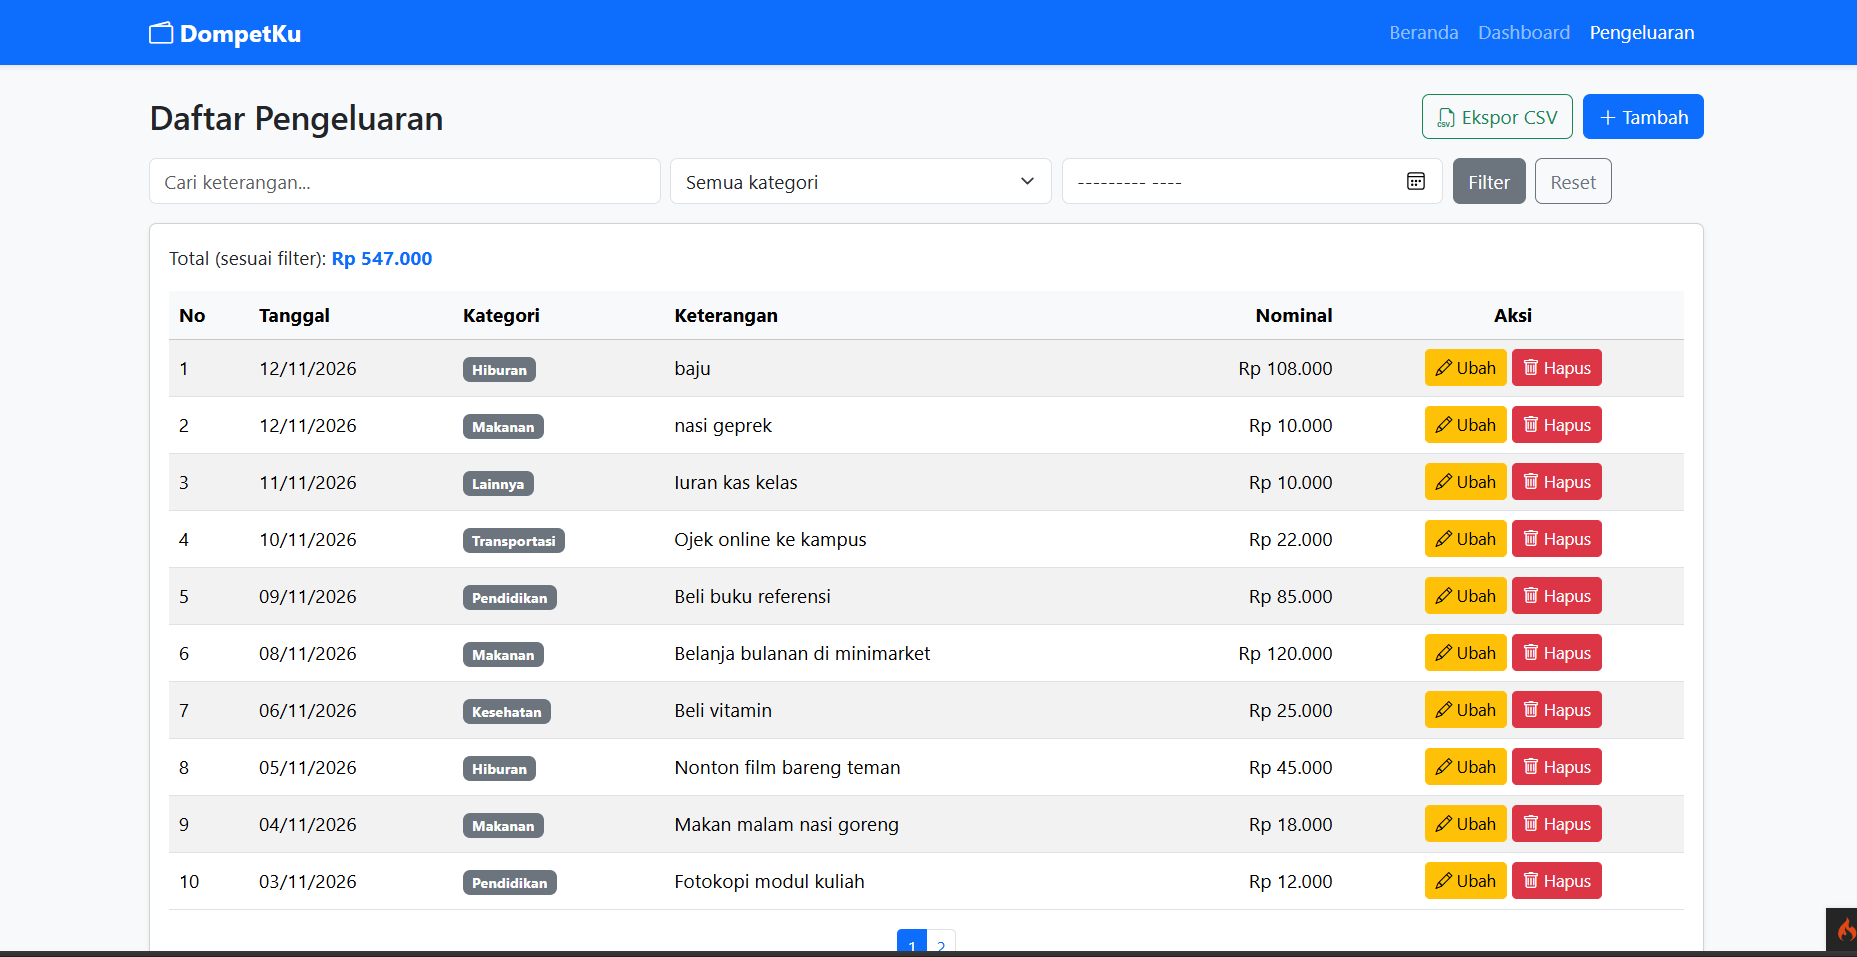 DompetKu Beranda Dashboard Pengeluaran
Daftar Pengeluaran Ekspor CSV + Tambah
Cari keterangan... Semua kategori --------- ---- Filter Reset
Total (sesuai filter): Rp 547.000
No Tanggal Kategori Keterangan Nominal Aksi
1 12/11/2026 Hiburan baju Rp 108.000 Ubah Hapus
2 12/11/2026 Makanan nasi geprek Rp 10.000 Ubah Hapus
3 11/11/2026 Lainnya Iuran kas kelas Rp 10.000 Ubah Hapus
4 10/11/2026 Transportasi Ojek online ke kampus Rp 22.000 Ubah Hapus
5 09/11/2026 Pendidikan Beli buku referensi Rp 85.000 Ubah Hapus
6 08/11/2026 Makanan Belanja bulanan di minimarket Rp 120.000 Ubah Hapus
7 06/11/2026 Kesehatan Beli vitamin Rp 25.000 Ubah Hapus
8 05/11/2026 Hiburan Nonton film bareng teman Rp 45.000 Ubah Hapus
9 04/11/2026 Makanan Makan malam nasi goreng Rp 18.000 Ubah Hapus
10 03/11/2026 Pendidikan Fotokopi modul kuliah Rp 12.000 Ubah Hapus
1 2